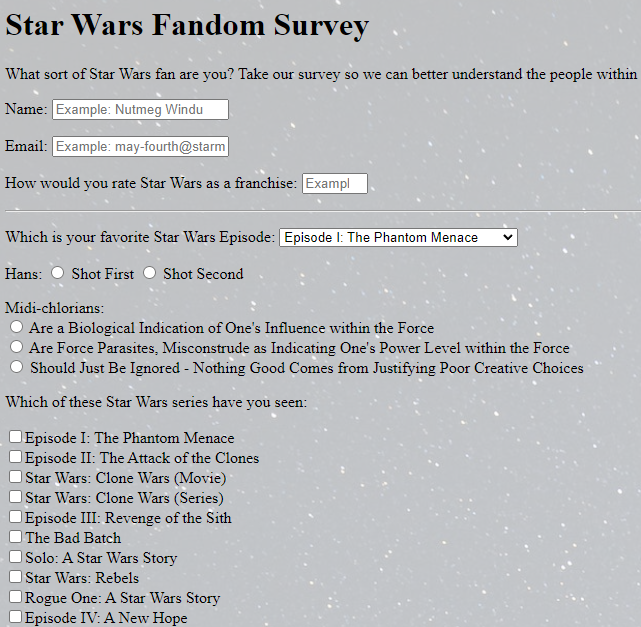 Star Wars Fandom Survey
What sort of Star Wars fan are you? Take our survey so we can better understand the people within
Name: Example: Nutmeg Windu
Email: Example: may-fourth@starm
How would you rate Star Wars as a franchise: Exampl
Which is your favorite Star Wars Episode: Episode I: The Phantom Menace
Hans: Shot First Shot Second
Midi-chlorians:
Are a Biological Indication of One's Influence within the Force
Are Force Parasites, Misconstrude as Indicating One's Power Level within the Force
Should Just Be Ignored - Nothing Good Comes from Justifying Poor Creative Choices
Which of these Star Wars series have you seen:
Episode I: The Phantom Menace
Episode II: The Attack of the Clones
Star Wars: Clone Wars (Movie)
Star Wars: Clone Wars (Series)
Episode III: Revenge of the Sith
The Bad Batch
Solo: A Star Wars Story
Star Wars: Rebels
Rogue One: A Star Wars Story
Episode IV: A New Hope